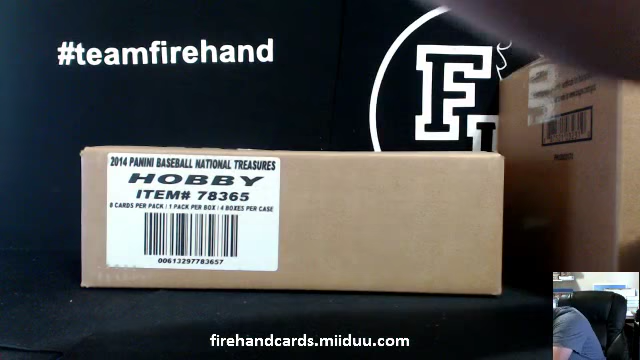 #teamfirehand
F
2014 PANINI BASEBALL NATIONAL TREASURES
HOBBY
ITEM# 78365
8 CARDS PER PACK / 1 PACK PER BOX / 4 BOXES PER CASE
00613297783657
firehandcards.miiduu.com